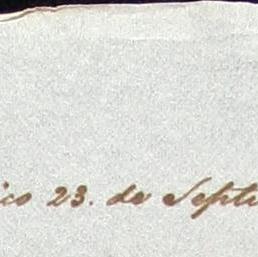 ico 23. de Septi